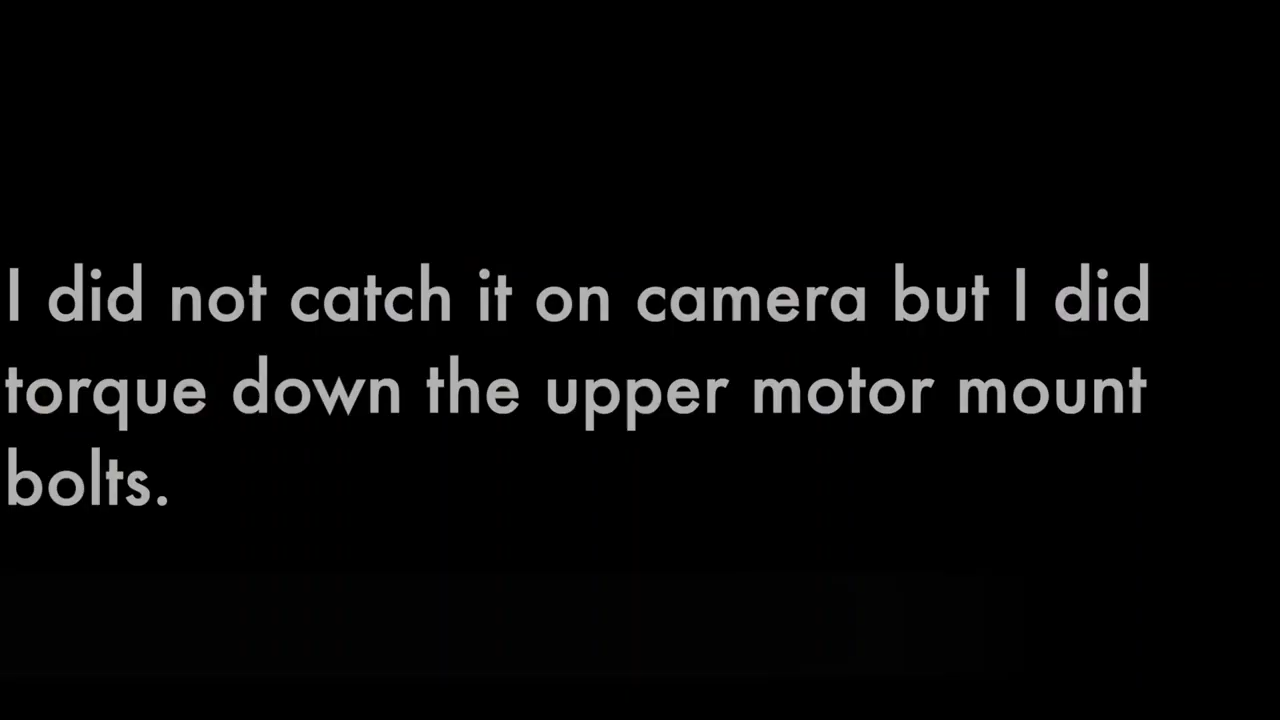 I did not catch it on camera but I did
torque down the upper motor mount
bolts.